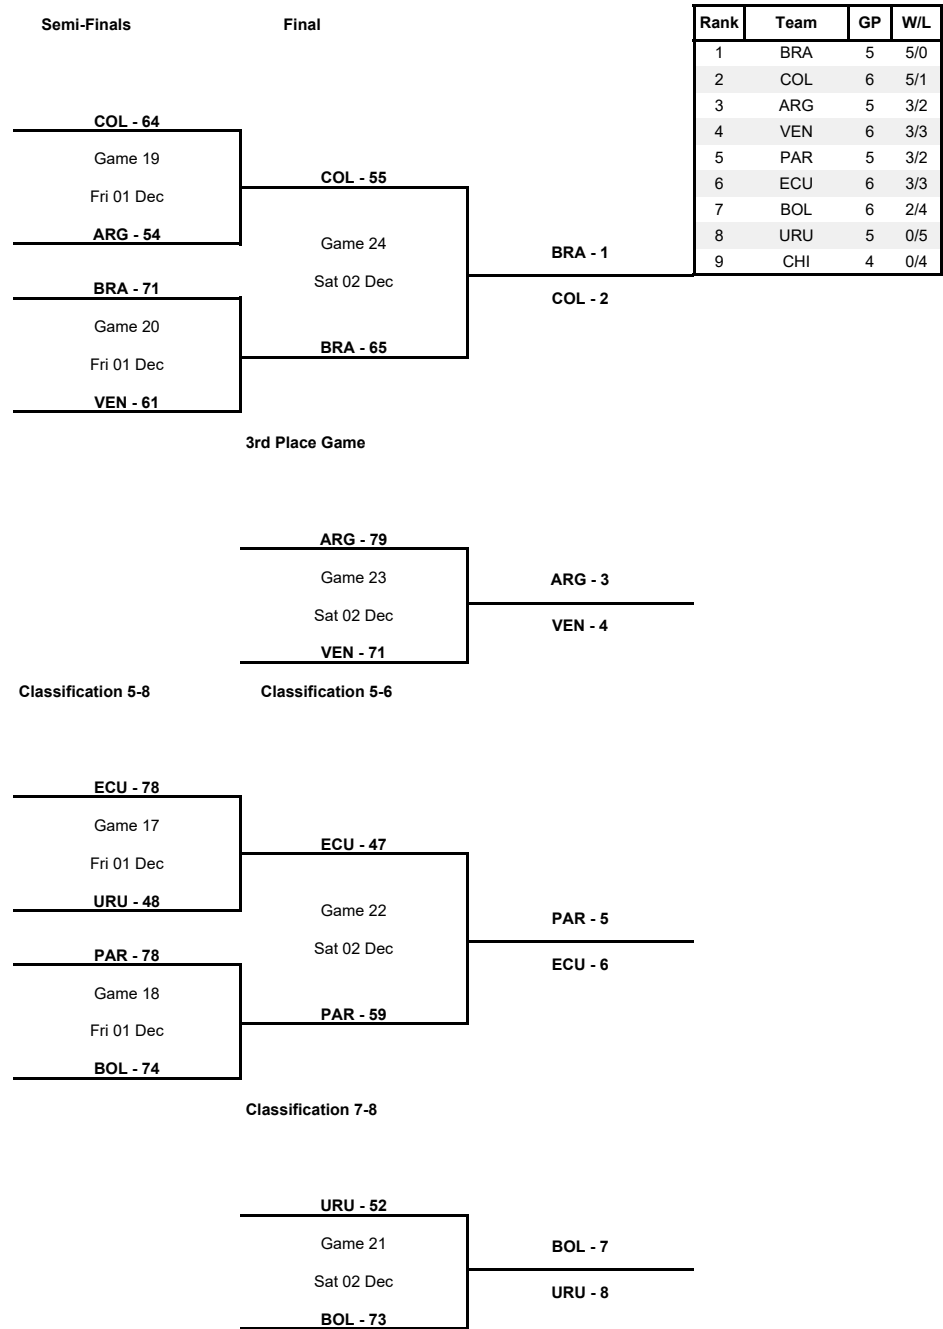 Semi-Finals Final
Rank Team GP W/L
1 BRA 5 5/0
2 COL 6 5/1
3 ARG 5 3/2
4 VEN 6 3/3
5 PAR 5 3/2
6 ECU 6 3/3
7 BOL 6 2/4
8 URU 5 0/5
9 CHI 4 0/4
COL - 64
Game 19
Fri 01 Dec
ARG - 54
BRA - 71
Game 20
Fri 01 Dec
VEN - 61
COL - 55
Game 24
Sat 02 Dec
BRA - 65
BRA - 1
COL - 2
3rd Place Game
ARG - 79
Game 23
Sat 02 Dec
VEN - 71
ARG - 3
VEN - 4
Classification 5-8 Classification 5-6
ECU - 78
Game 17
Fri 01 Dec
URU - 48
PAR - 78
Game 18
Fri 01 Dec
BOL - 74
ECU - 47
Game 22
Sat 02 Dec
PAR - 59
PAR - 5
ECU - 6
Classification 7-8
URU - 52
Game 21
Sat 02 Dec
BOL - 73
BOL - 7
URU - 8